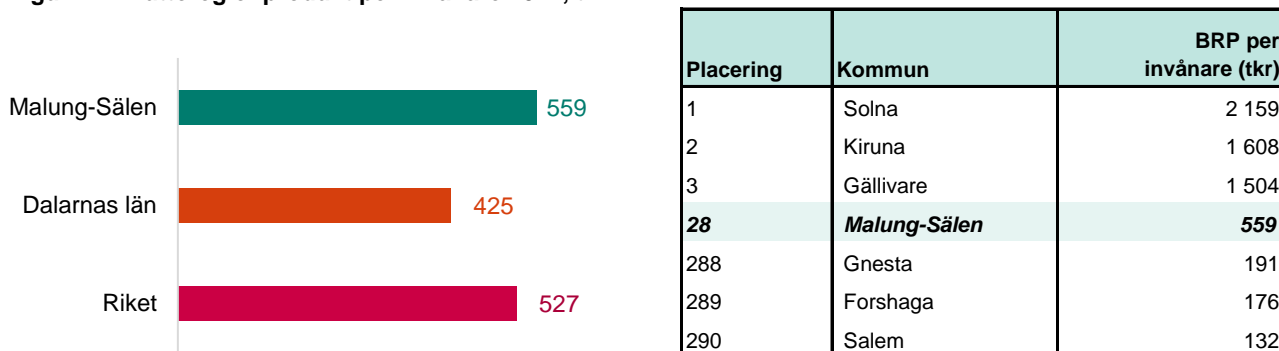 Malung-Sälen 559
Dalarnas län 425
Riket 527
Placering Kommun BRP per invånare (tkr)
1 Solna 2 159
2 Kiruna 1 608
3 Gällivare 1 504
28 Malung-Sälen 559
288 Gnesta 191
289 Forshaga 176
290 Salem 132